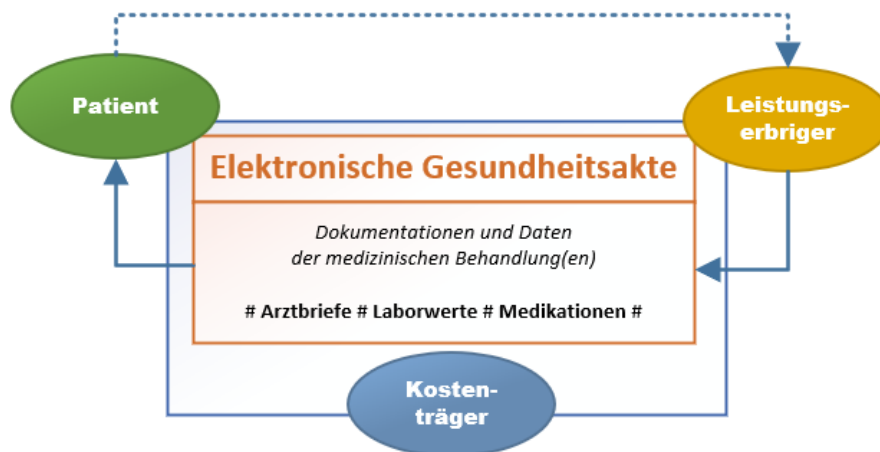 Patient
Leistungs-
erbriger
Elektronische Gesundheitsakte
Dokumentationen und Daten
der medizinischen Behandlung(en)
# Arztbriefe # Laborwerte # Medikationen #
Kosten-
träger